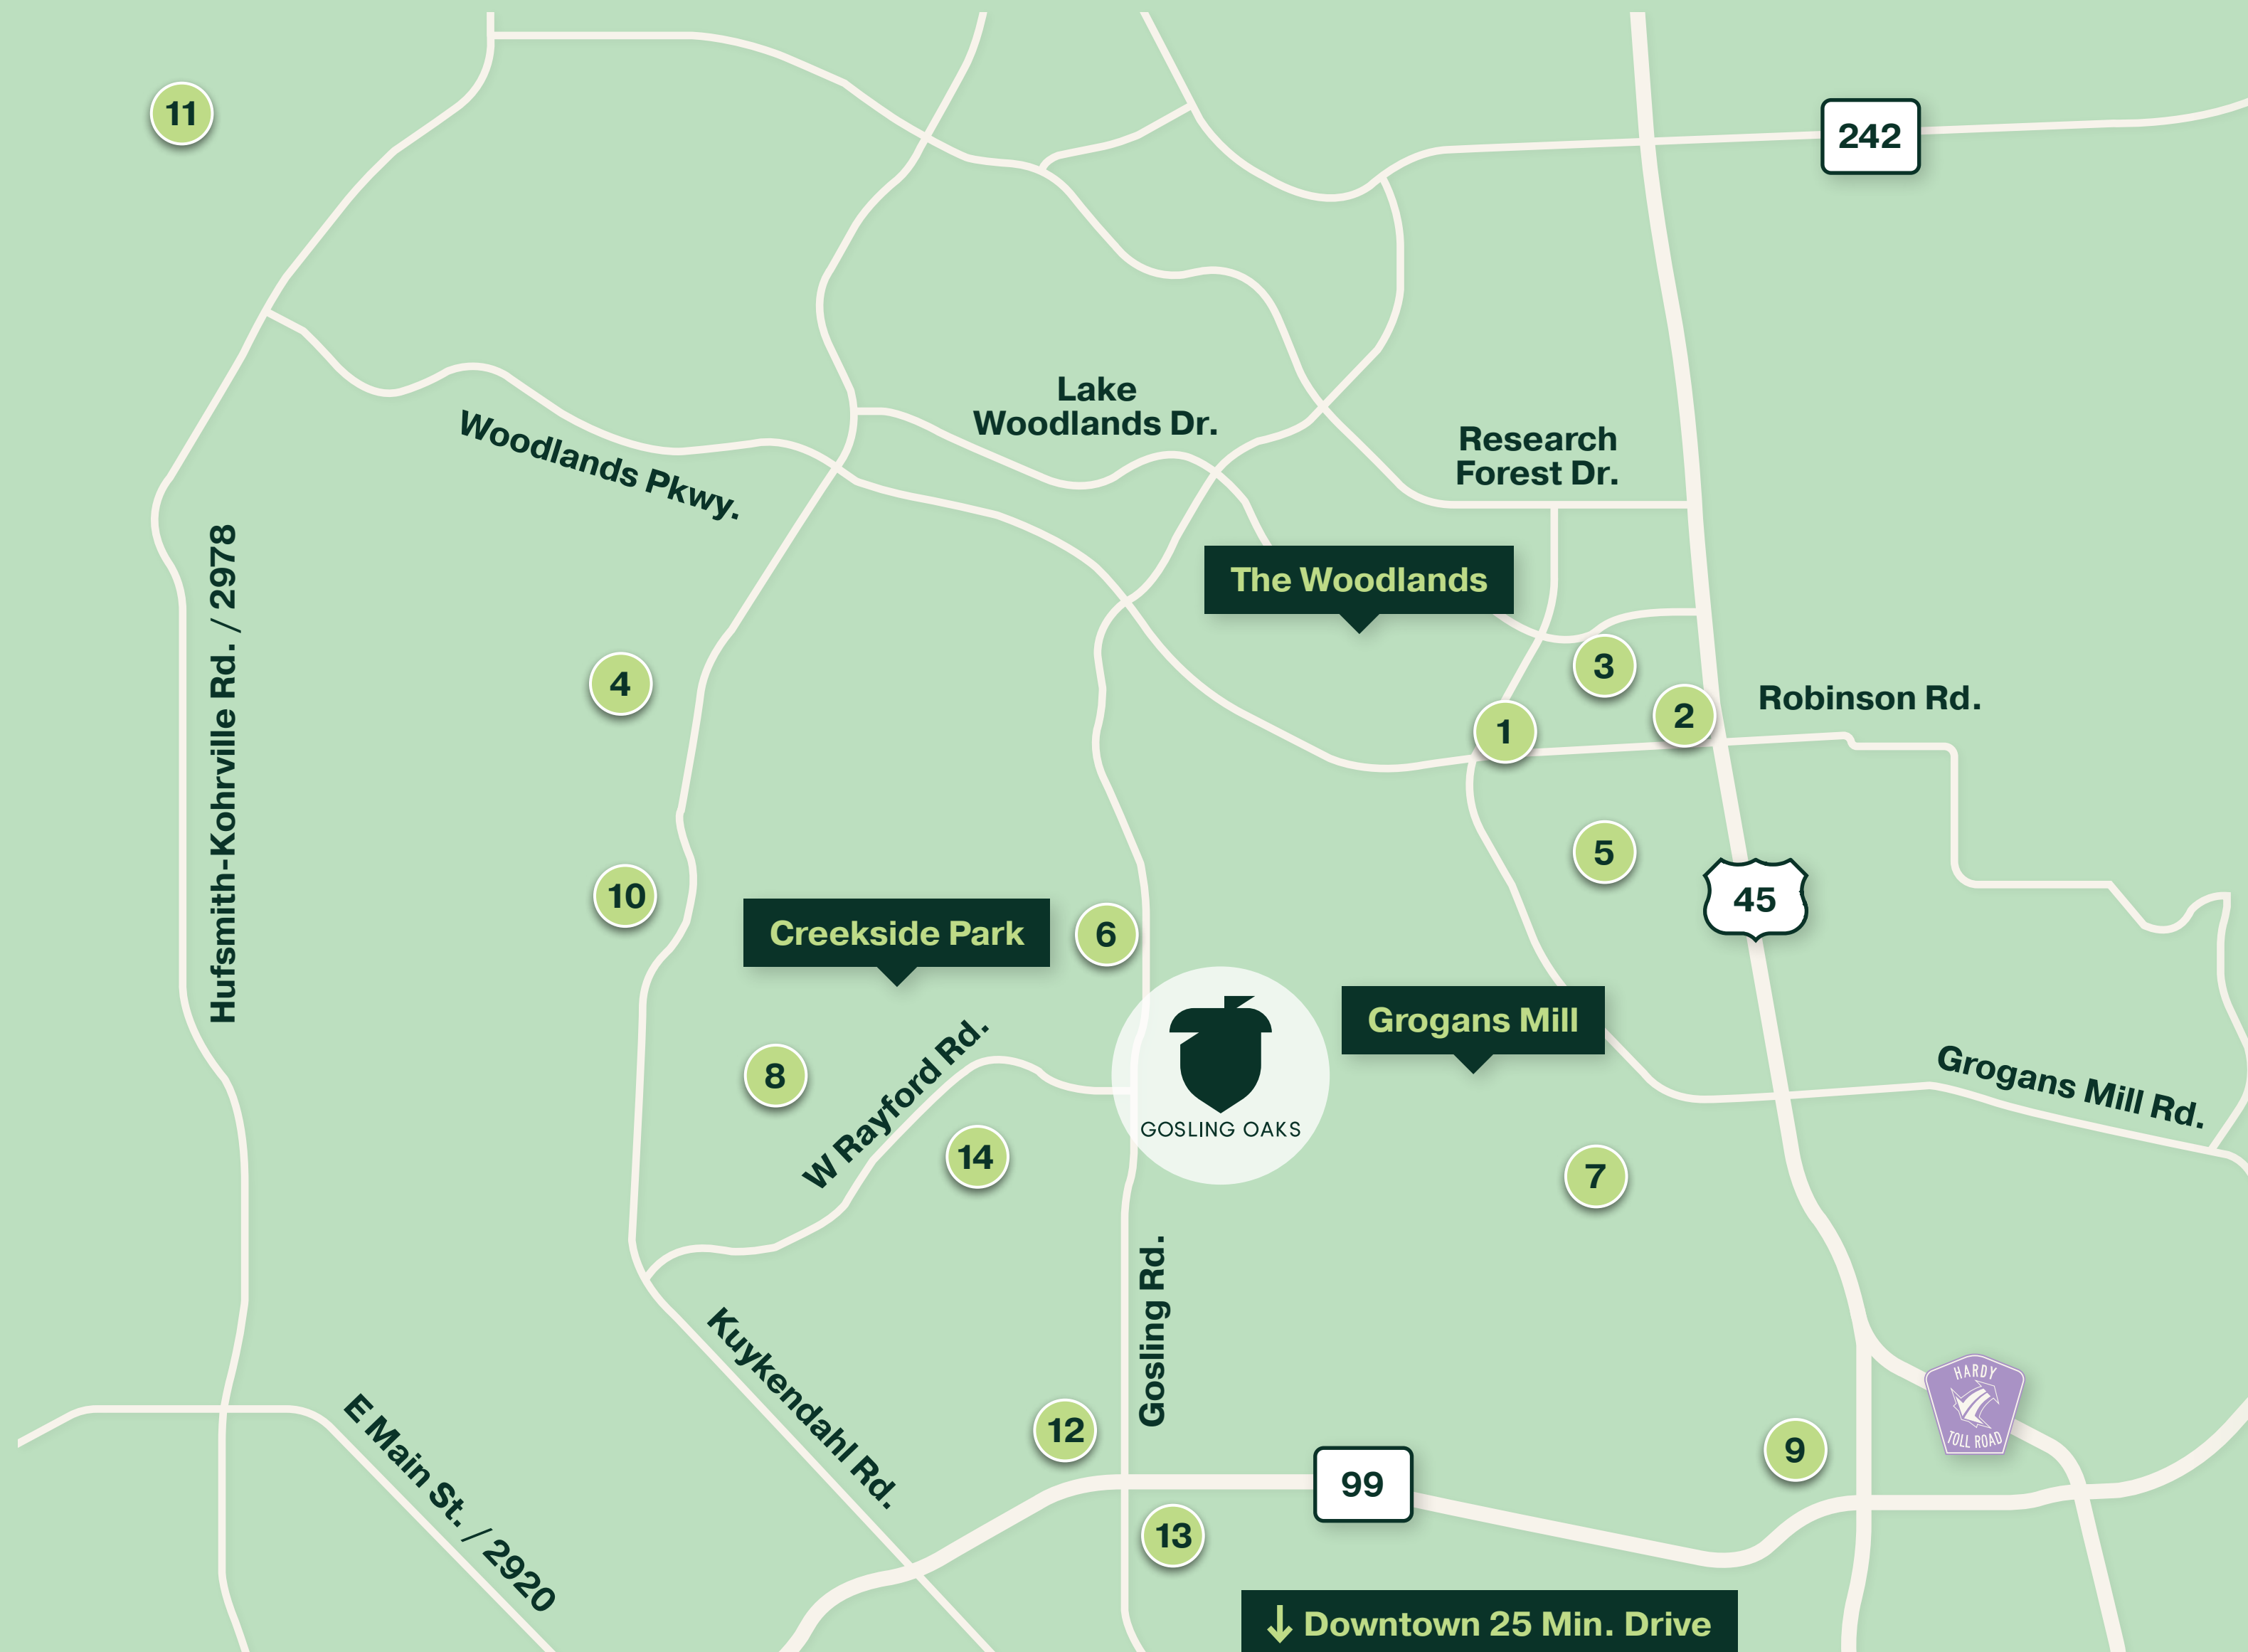 11
242
Lake
Woodlands Dr.
Woodlands Pkwy.
Research
Forest Dr.
Hufsmith-Kohrville Rd. / 2978
The Woodlands
4
3
2
Robinson Rd.
1
5
10
45
Creekside Park
6
Grogans Mill
GOSLING OAKS
8
W Rayford Rd.
14
Grogans Mill Rd.
7
Gosling Rd.
Kuykendahl Rd.
E Main St. / 2920
12
99
9
HARDY
TOLL ROAD
13
↓ Downtown 25 Min. Drive